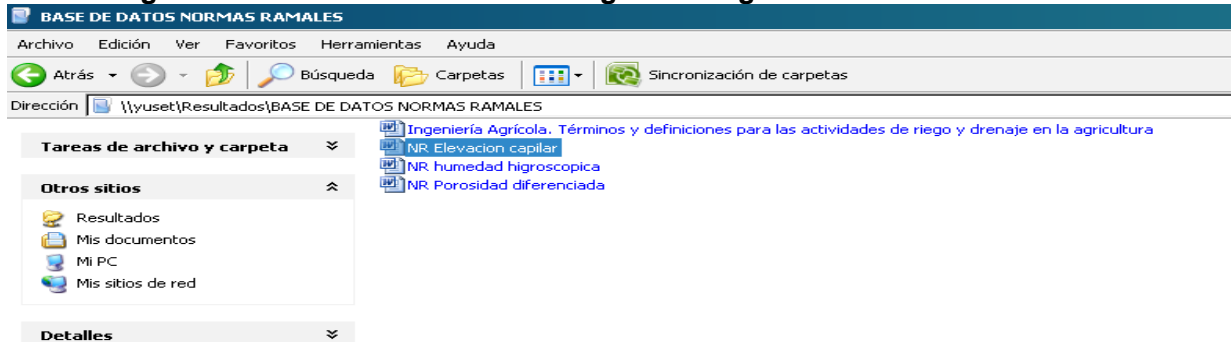 BASE DE DATOS NORMAS RAMALES
Archivo Edición Ver Favoritos Herramientas Ayuda
Atrás Búsqueda Carpetas Sincronización de carpetas
Dirección \\yuset\Resultados\BASE DE DATOS NORMAS RAMALES
Ingeniería Agrícola. Términos y definiciones para las actividades de riego y drenaje en la agricultura
Tareas de archivo y carpeta
NR Elevacion capilar
NR humedad higroscopica
NR Porosidad diferenciada
Otros sitios
Resultados
Mis documentos
Mi PC
Mis sitios de red
Detalles